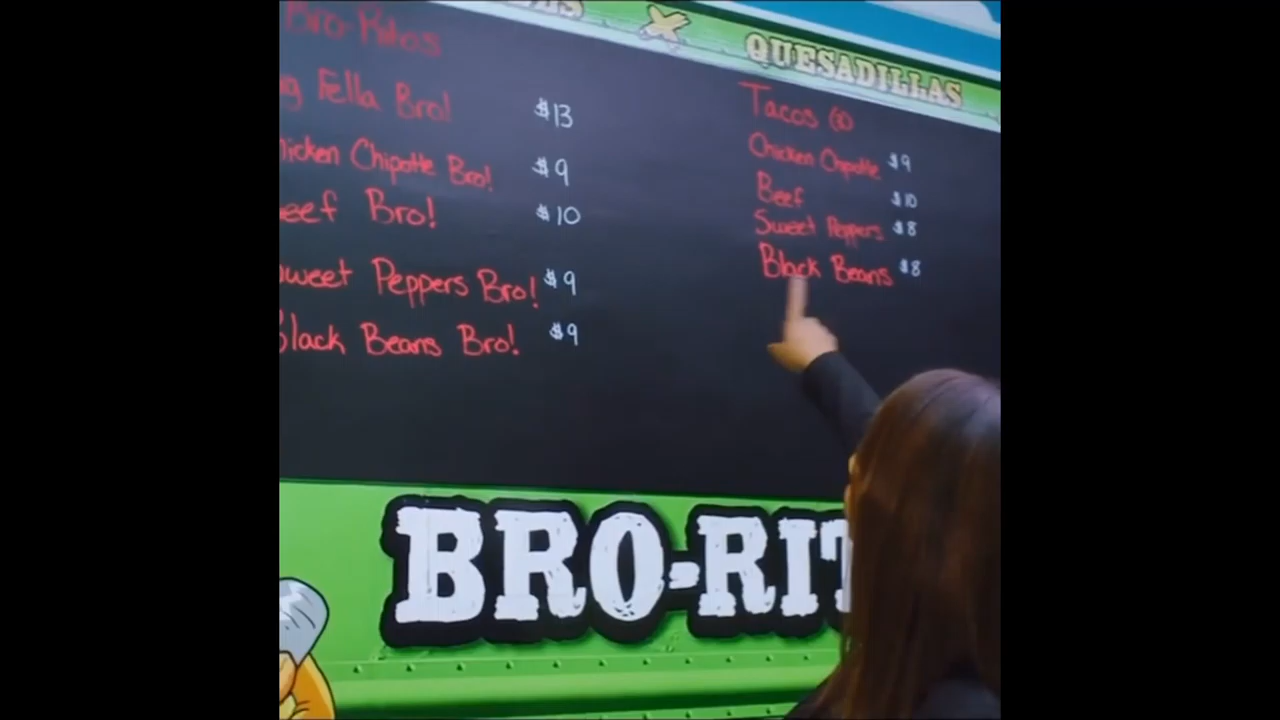 QUESADILLAS
Bro-Ritos
Fella Bro! $13
Chipotle Bro! $9
Bro! $10
Peppers Bro! $9
Black Beans Bro! $9
Tacos
Chicken Chipotle $9
Beef $10
Sweet Peppers $8
Black Beans $8
BRO-RIT